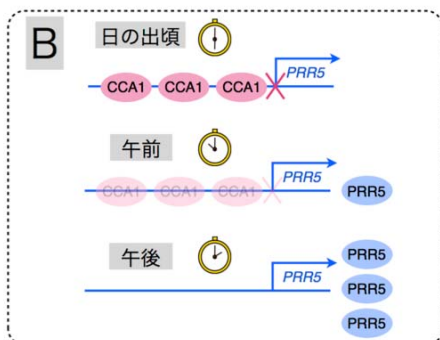 B
日の出頃
CCA1 CCA1 CCA1 PRR5
午前
CCA1 CCA1 CCA1 PRR5 PRR5
午後
PRR5
PRR5 PRR5
PRR5